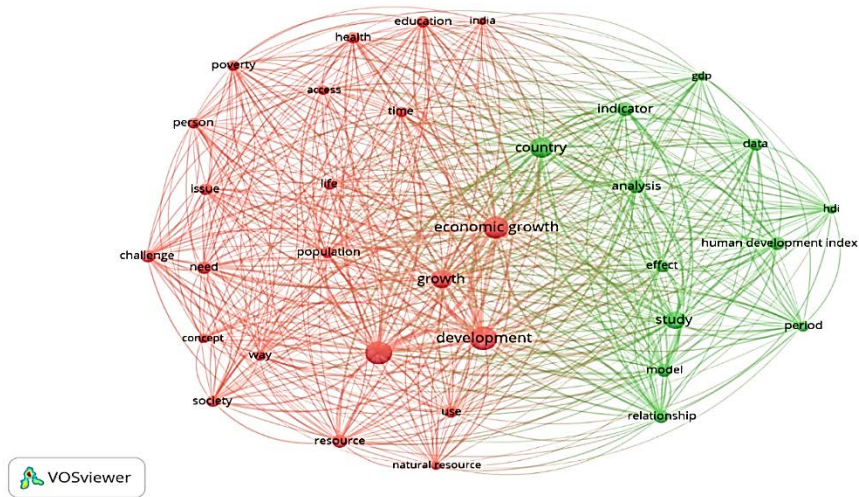 education
india
health
poverty
access
gdp
time
indicator
person
country
data
analysis
issue
life
hdi
economic growth
human development index
population
challenge
need
effect
growth
study
period
development
concept
way
model
society
use
relationship
resource
natural resource
VOSviewer